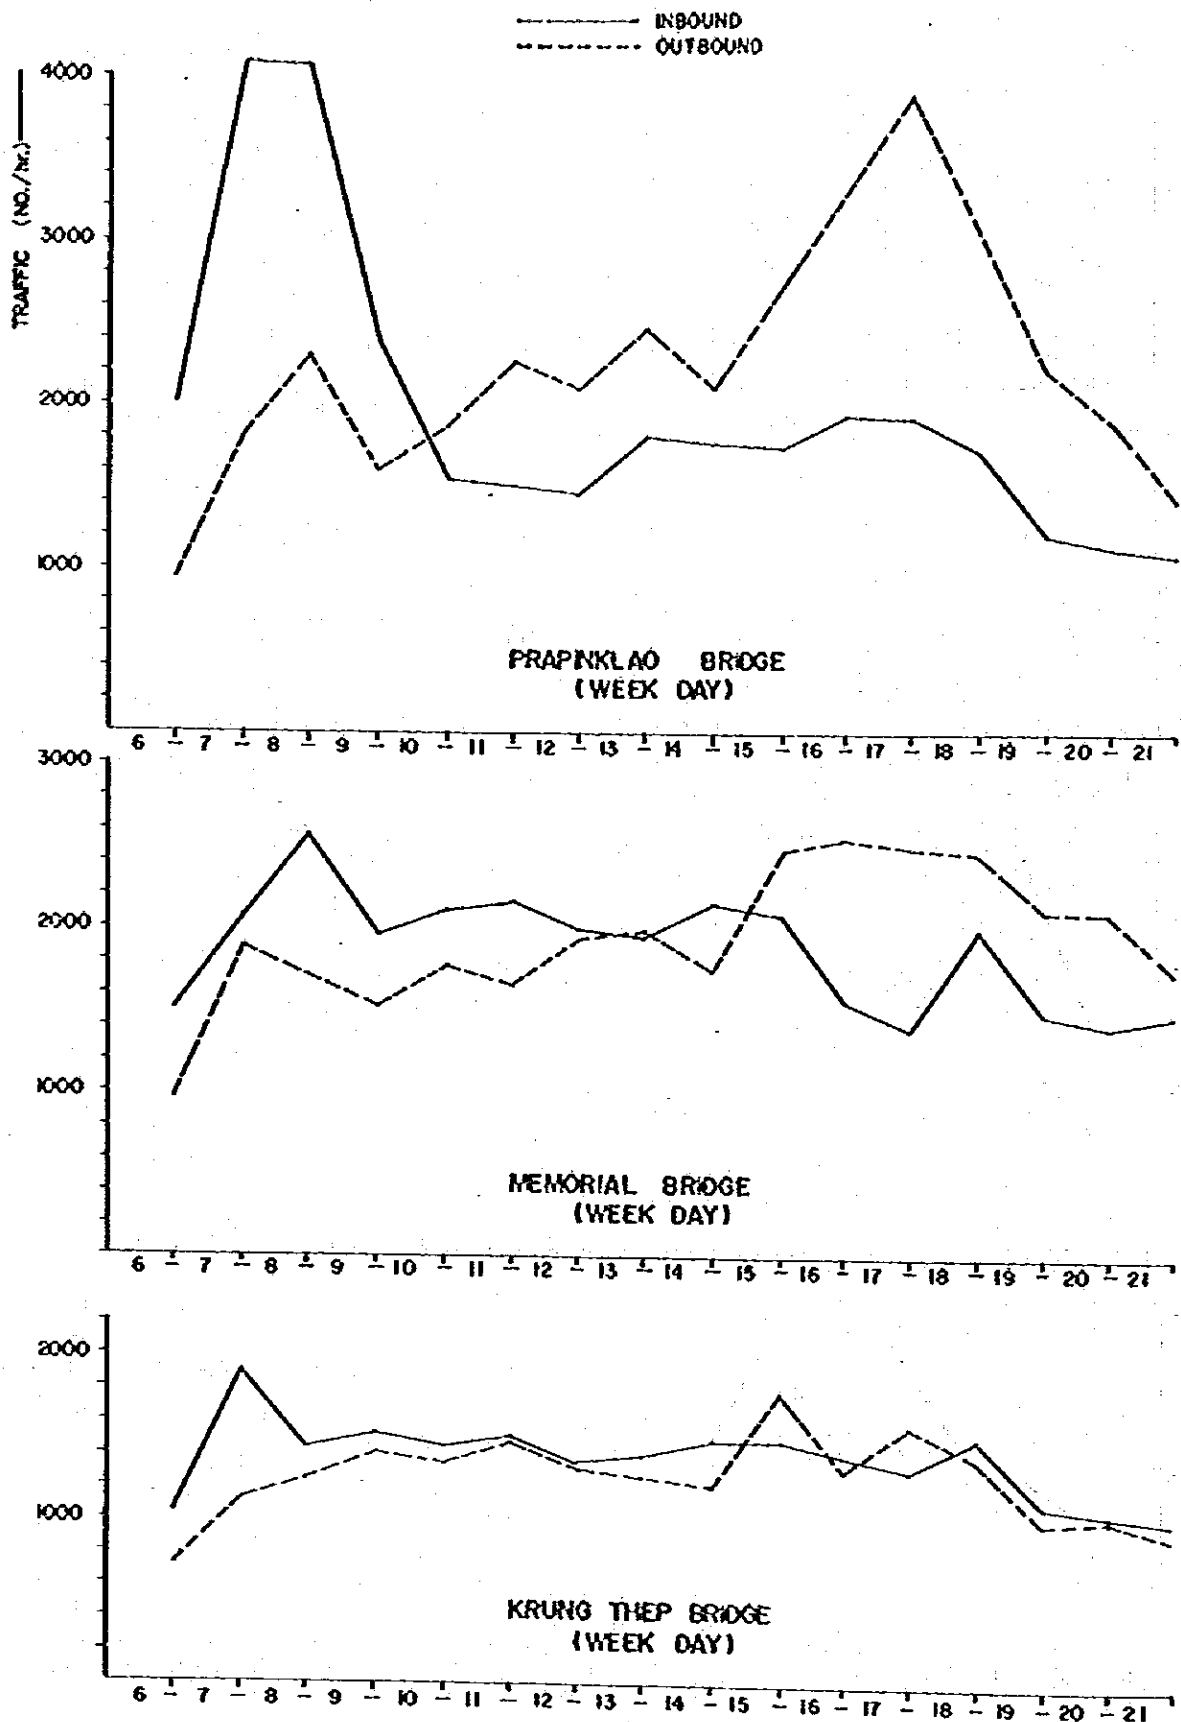 INBOUND
OUTBOUND
TRAFFIC (NO./hr.)
4000
3000
2000
1000
PRAPINKLAO BRIDGE
(WEEK DAY)
6 – 7 – 8 – 9 – 10 – 11 – 12 – 13 – 14 – 15 – 16 – 17 – 18 – 19 – 20 – 21
3000
2000
1000
MEMORIAL BRIDGE
(WEEK DAY)
6 – 7 – 8 – 9 – 10 – 11 – 12 – 13 – 14 – 15 – 16 – 17 – 18 – 19 – 20 – 21
2000
1000
KRUNG THEP BRIDGE
(WEEK DAY)
6 – 7 – 8 – 9 – 10 – 11 – 12 – 13 – 14 – 15 – 16 – 17 – 18 – 19 – 20 – 21